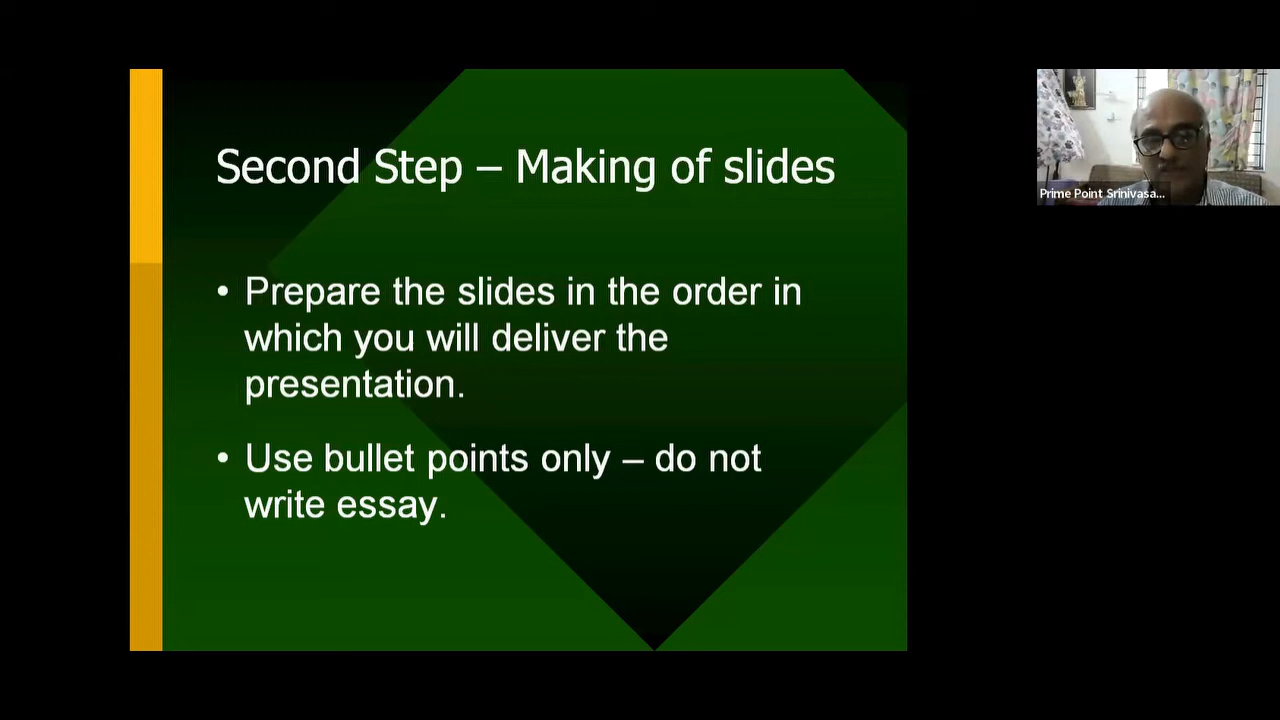 Second Step – Making of slides
• Prepare the slides in the order in
which you will deliver the
presentation.
• Use bullet points only – do not
write essay.
Prime Point Srinivasa...